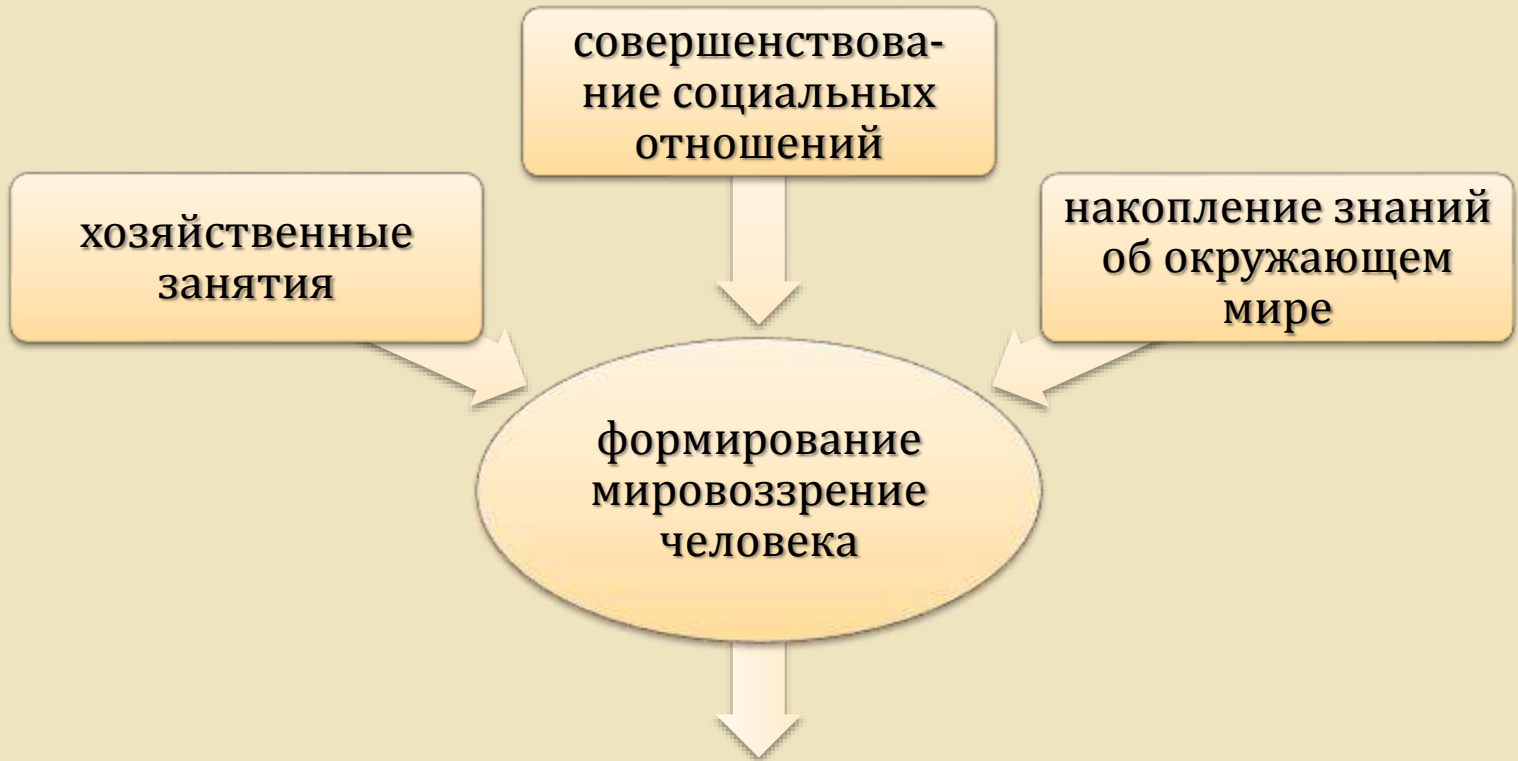 совершенствова-
ние социальных
отношений
хозяйственные
занятия
накопление знаний
об окружающем
мире
формирование
мировоззрение
человека